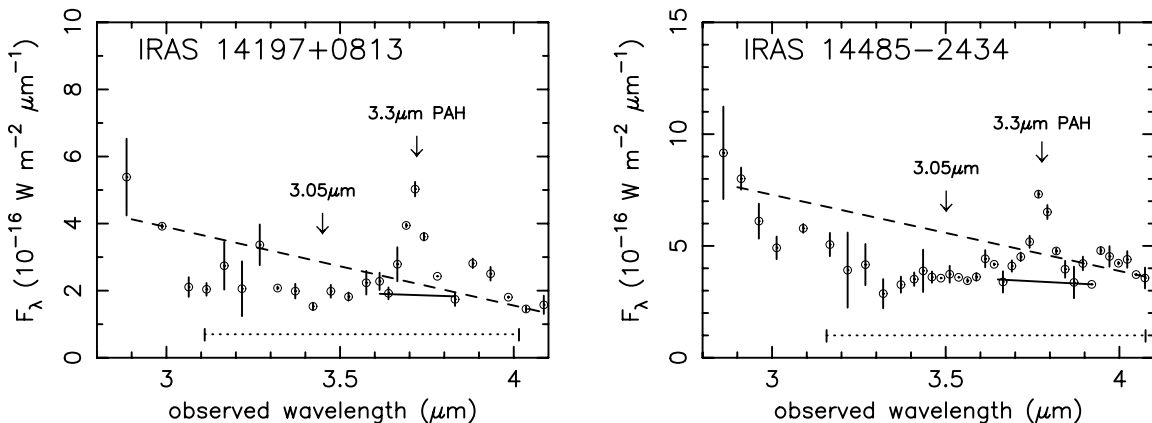 IRAS 14197+0813
3.3μm PAH
3.05μm
F_λ (10⁻¹⁶ W m⁻² μm⁻¹)
10
8
6
4
2
0
3
3.5
4
observed wavelength (μm)
IRAS 14485−2434
3.3μm PAH
3.05μm
F_λ (10⁻¹⁶ W m⁻² μm⁻¹)
15
10
5
0
3
3.5
4
observed wavelength (μm)